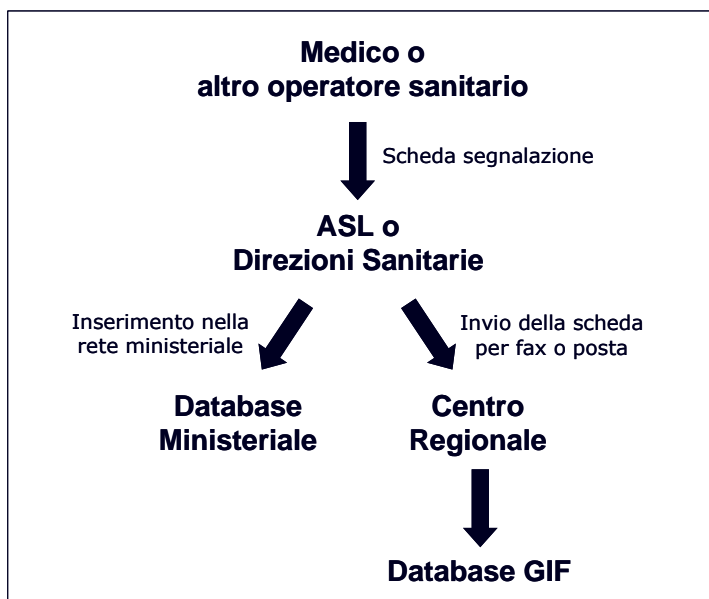 Medico o
altro operatore sanitario
Scheda segnalazione
ASL o
Direzioni Sanitarie
Inserimento nella
rete ministeriale
Invio della scheda
per fax o posta
Database
Ministeriale
Centro
Regionale
Database GIF